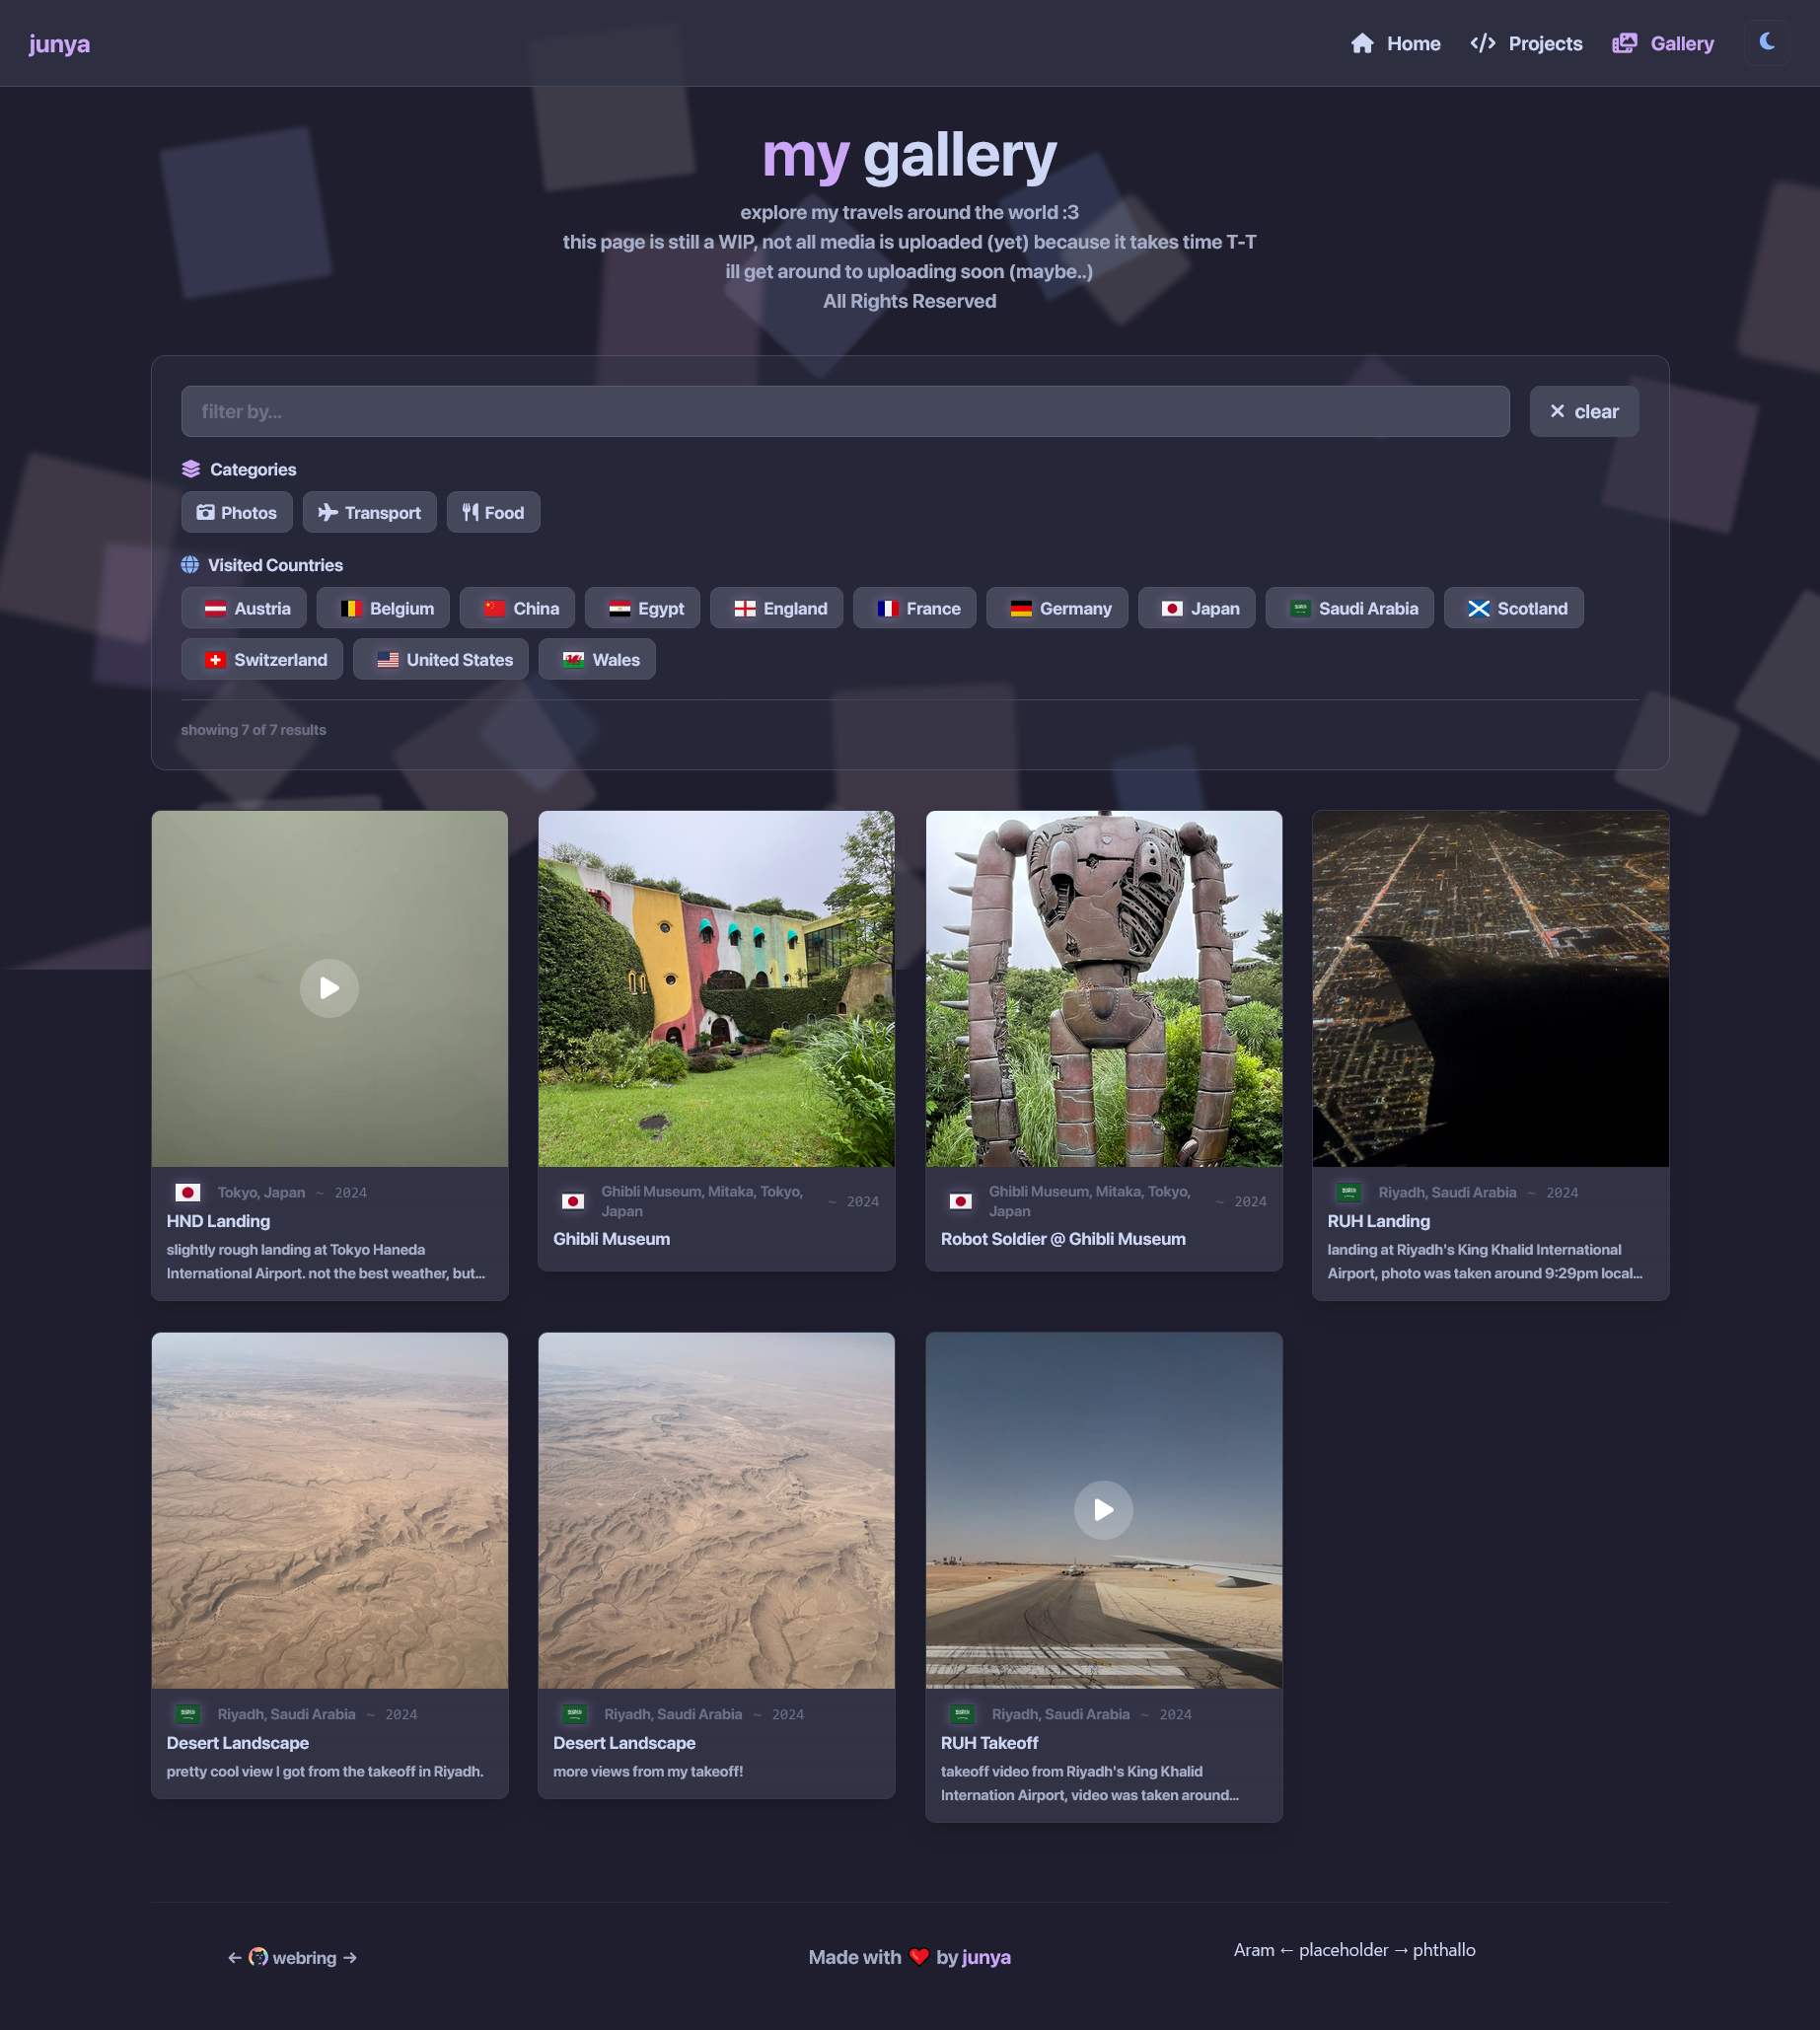 junya
Home
Projects
Gallery
my gallery
explore my travels around the world :3
this page is still a WIP, not all media is uploaded (yet) because it takes time T-T
ill get around to uploading soon (maybe..)
All Rights Reserved
filter by...
× clear
Categories
Photos
Transport
Food
Visited Countries
Austria
Belgium
China
Egypt
England
France
Germany
Japan
Saudi Arabia
Scotland
Switzerland
United States
Wales
showing 7 of 7 results
Tokyo, Japan ~ 2024
HND Landing
slightly rough landing at Tokyo Haneda
International Airport. not the best weather, but...
Ghibli Museum, Mitaka, Tokyo,
Japan ~ 2024
Ghibli Museum
Ghibli Museum, Mitaka, Tokyo,
Japan ~ 2024
Robot Soldier @ Ghibli Museum
Riyadh, Saudi Arabia ~ 2024
RUH Landing
landing at Riyadh's King Khalid International
Airport, photo was taken around 9:29pm local...
Riyadh, Saudi Arabia ~ 2024
Desert Landscape
pretty cool view I got from the takeoff in Riyadh.
Riyadh, Saudi Arabia ~ 2024
Desert Landscape
more views from my takeoff!
Riyadh, Saudi Arabia ~ 2024
RUH Takeoff
takeoff video from Riyadh's King Khalid
Internation Airport, video was taken around...
← webring →
Made with ❤️ by junya
Aram ← placeholder → phthallo